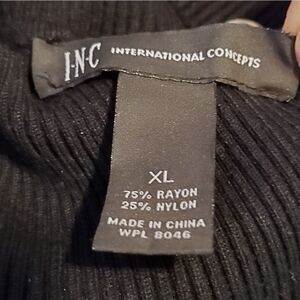 I·N·C INTERNATIONAL CONCEPTS
XL
75% RAYON
25% NYLON
MADE IN CHINA
WPL 8046